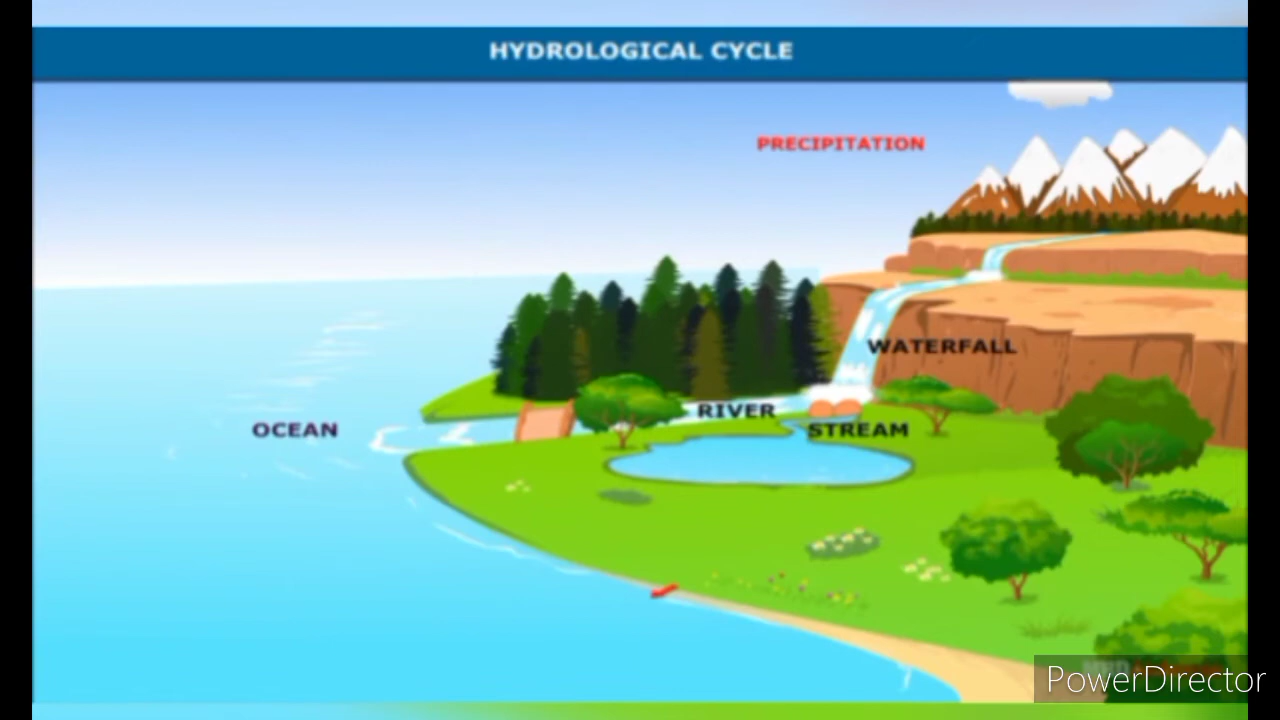 HYDROLOGICAL CYCLE
PRECIPITATION
WATERFALL
RIVER
OCEAN
STREAM
PowerDirector